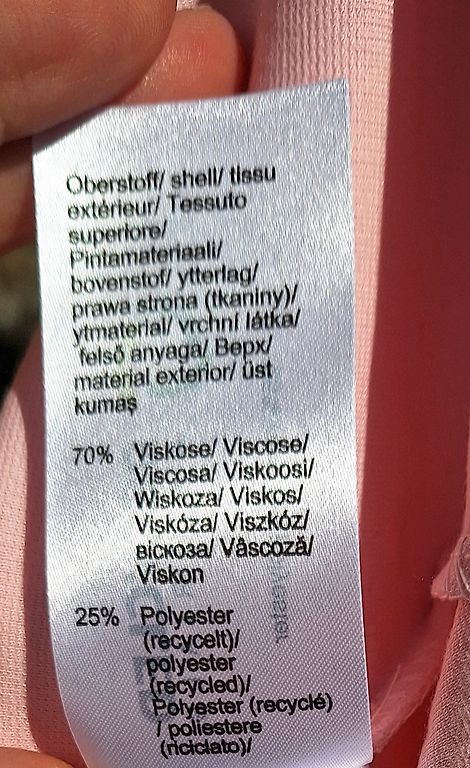 Oberstoff/ shell/ tissu
extérieur/ Tessuto
superiore/
Pintamateriaali/
bovenstof/ ytterlag/
prawa strona (tkaniny)/
ytmaterial/ vrchní látka/
felső anyaga/ Верх/
material exterior/ üst
kumaş
70% Viskose/ Viscose/
Viscosa/ Viskoosi/
Wiskoza/ Viskos/
Viskóza/ Viszkóz/
віскоза/ Vâscoză/
Viskon
25% Polyester
(recycelt)/
polyester
(recycled)/
Polyester (recyclé)
/ poliestere
(riciclato)/